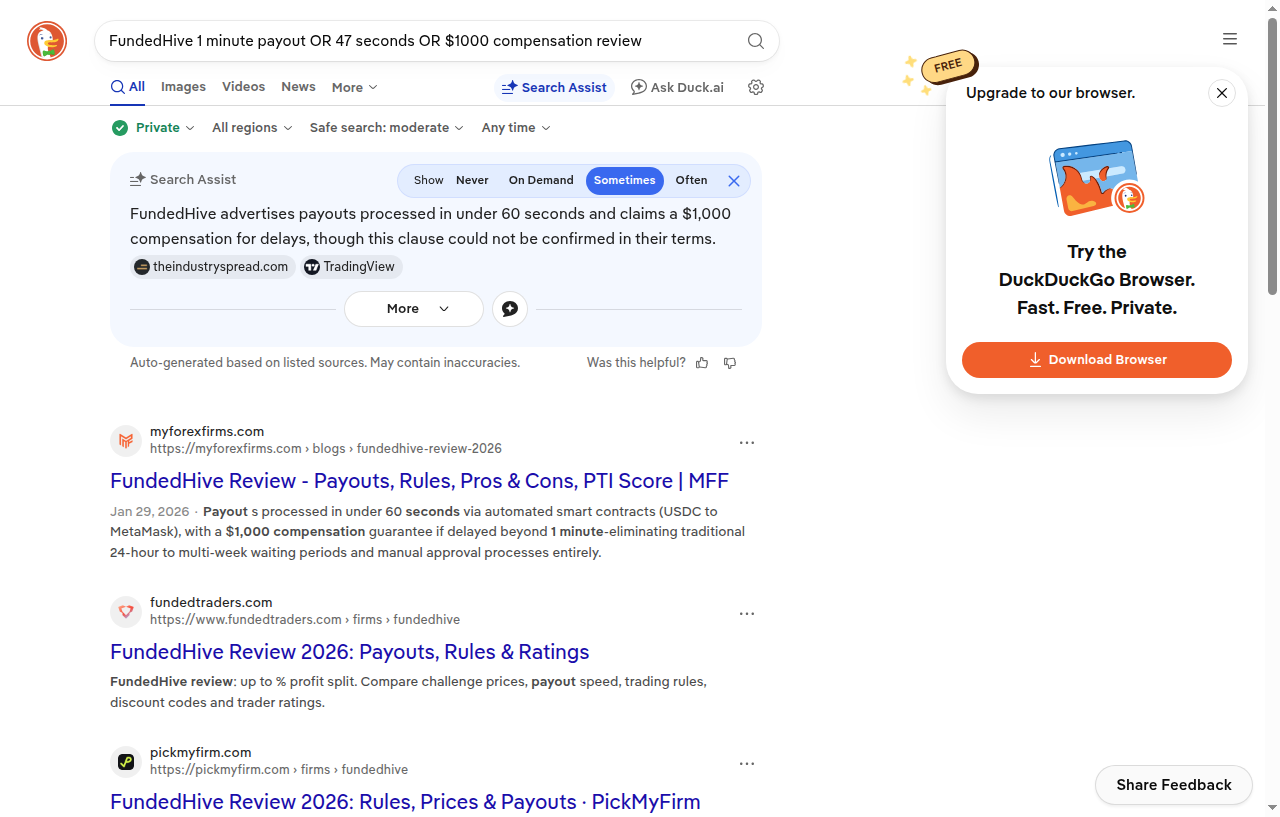 FundedHive 1 minute payout OR 47 seconds OR $1000 compensation review
All
Images
Videos
News
More
Search Assist
Ask Duck.ai
Private
All regions
Safe search: moderate
Any time
FREE
Upgrade to our browser.
Try the
DuckDuckGo Browser.
Fast. Free. Private.
Download Browser
Search Assist
Show
Never
On Demand
Sometimes
Often
FundedHive advertises payouts processed in under 60 seconds and claims a $1,000
compensation for delays, though this clause could not be confirmed in their terms.
theindustryspread.com
TradingView
More
Auto-generated based on listed sources. May contain inaccuracies.
Was this helpful?
myforexfirms.com
https://myforexfirms.com › blogs › fundedhive-review-2026
FundedHive Review - Payouts, Rules, Pros & Cons, PTI Score | MFF
Jan 29, 2026 · Payout s processed in under 60 seconds via automated smart contracts (USDC to
MetaMask), with a $1,000 compensation guarantee if delayed beyond 1 minute-eliminating traditional
24-hour to multi-week waiting periods and manual approval processes entirely.
fundedtraders.com
https://www.fundedtraders.com › firms › fundedhive
FundedHive Review 2026: Payouts, Rules & Ratings
FundedHive review: up to % profit split. Compare challenge prices, payout speed, trading rules,
discount codes and trader ratings.
pickmyfirm.com
https://pickmyfirm.com › firms › fundedhive
FundedHive Review 2026: Rules, Prices & Payouts · PickMyFirm
Share Feedback